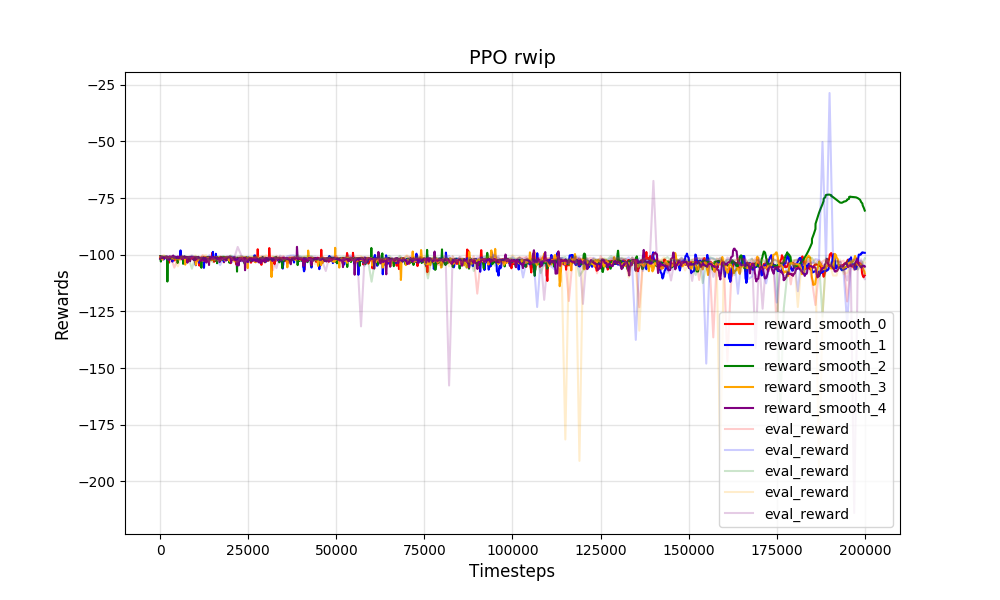 PPO rwip
Rewards
−25
−50
−75
−100
−125
−150
−175
−200
reward_smooth_0
reward_smooth_1
reward_smooth_2
reward_smooth_3
reward_smooth_4
eval_reward
eval_reward
eval_reward
eval_reward
eval_reward
0 25000 50000 75000 100000 125000 150000 175000 200000
Timesteps